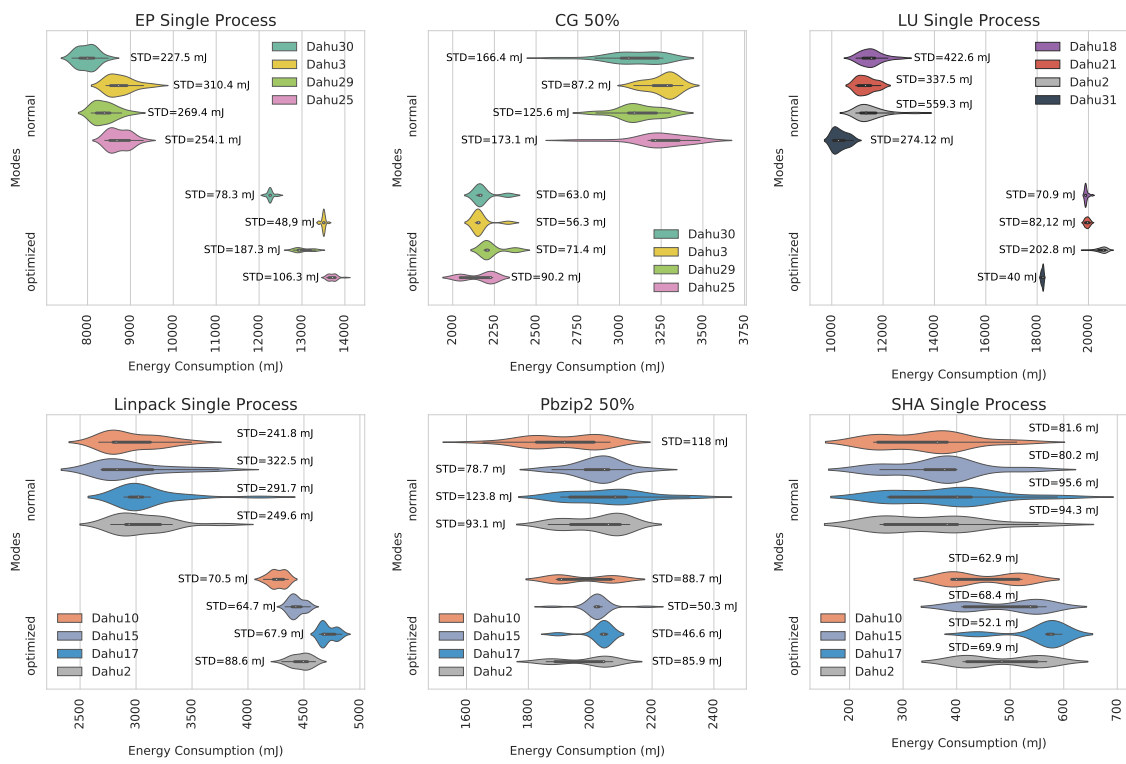 EP Single Process
STD=227.5 mJ
STD=310.4 mJ
STD=269.4 mJ
STD=254.1 mJ
STD=78.3 mJ
STD=48,9 mJ
STD=187.3 mJ
STD=106.3 mJ
Dahu30
Dahu3
Dahu29
Dahu25
normal
optimized
Modes
80000
90000
100000
110000
120000
130000
140000
Energy Consumption (mJ)
CG 50%
STD=166.4 mJ
STD=87.2 mJ
STD=125.6 mJ
STD=173.1 mJ
STD=63.0 mJ
STD=56.3 mJ
STD=71.4 mJ
STD=90.2 mJ
Dahu30
Dahu3
Dahu29
Dahu25
normal
optimized
Modes
2000
2250
2500
2750
3000
3250
3500
3750
Energy Consumption (mJ)
LU Single Process
STD=422.6 mJ
STD=337.5 mJ
STD=559.3 mJ
STD=274.12 mJ
STD=70.9 mJ
STD=82,12 mJ
STD=202.8 mJ
STD=40 mJ
Dahu18
Dahu21
Dahu2
Dahu31
normal
optimized
Modes
100000
120000
140000
160000
180000
200000
Energy Consumption (mJ)
Linpack Single Process
STD=241.8 mJ
STD=322.5 mJ
STD=291.7 mJ
STD=249.6 mJ
STD=70.5 mJ
STD=64.7 mJ
STD=67.9 mJ
STD=88.6 mJ
Dahu10
Dahu15
Dahu17
Dahu2
normal
optimized
Modes
2500
3000
3500
4000
4500
5000
Energy Consumption (mJ)
Pbzip2 50%
STD=118 mJ
STD=78.7 mJ
STD=123.8 mJ
STD=93.1 mJ
STD=88.7 mJ
STD=50.3 mJ
STD=46.6 mJ
STD=85.9 mJ
Dahu10
Dahu15
Dahu17
Dahu2
normal
optimized
Modes
1600
1800
2000
2200
2400
Energy Consumption (mJ)
SHA Single Process
STD=81.6 mJ
STD=80.2 mJ
STD=95.6 mJ
STD=94.3 mJ
STD=62.9 mJ
STD=68.4 mJ
STD=52.1 mJ
STD=69.9 mJ
Dahu10
Dahu15
Dahu17
Dahu2
normal
optimized
Modes
200
300
400
500
600
700
Energy Consumption (mJ)